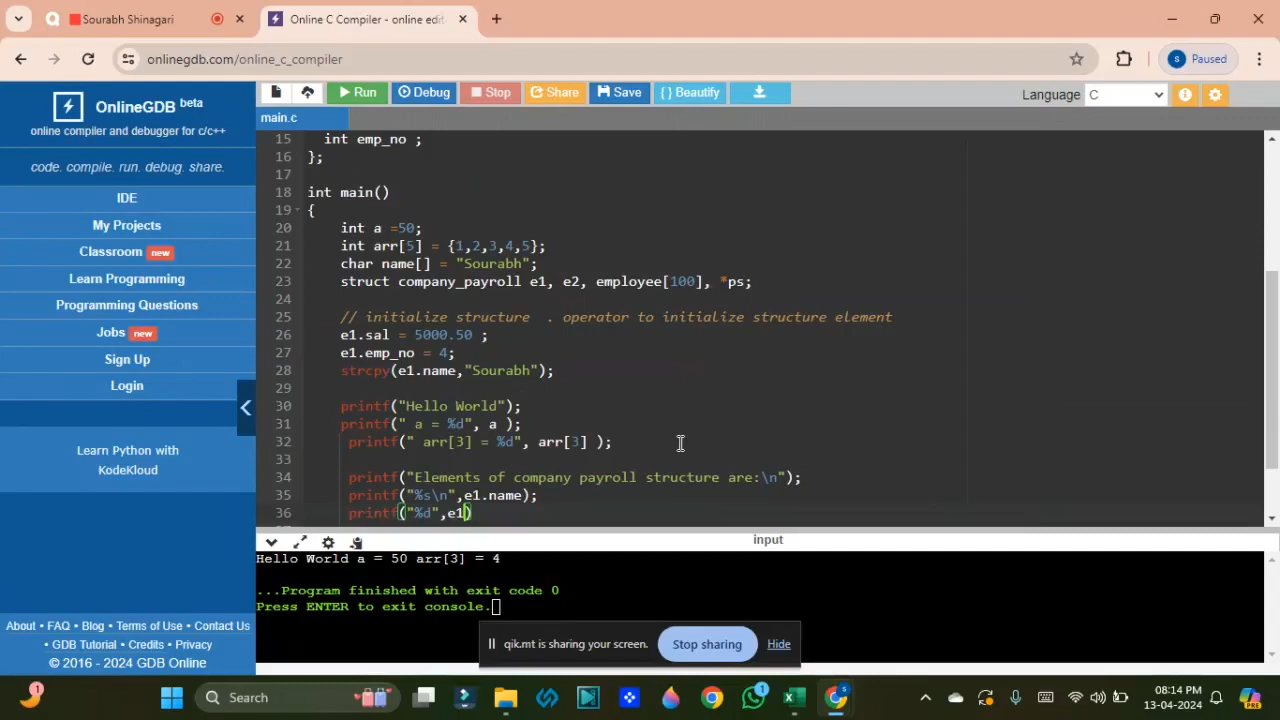 Sourabh Shinagari
Online C Compiler - online edit
onlinegdb.com/online_c_compiler
S Paused
OnlineGDB beta
online compiler and debugger for c/c++
code. compile. run. debug. share.
IDE
My Projects
Classroom new
Learn Programming
Programming Questions
Jobs new
Sign Up
Login
Learn Python with
KodeKloud
About • FAQ • Blog • Terms of Use • Contact Us
• GDB Tutorial • Credits • Privacy
© 2016 - 2024 GDB Online
Run Debug Stop Share Save { } Beautify
Language C
main.c
15 int emp_no ;
16 };
17
18 int main()
19 {
20 int a =50;
21 int arr[5] = {1,2,3,4,5};
22 char name[] = "Sourabh";
23 struct company_payroll e1, e2, employee[100], *ps;
24
25 // initialize structure . operator to initialize structure element
26 e1.sal = 5000.50 ;
27 e1.emp_no = 4;
28 strcpy(e1.name,"Sourabh");
29
30 printf("Hello World");
31 printf(" a = %d", a );
32 printf(" arr[3] = %d", arr[3] );
33
34 printf("Elements of company payroll structure are:\n");
35 printf("%s\n",e1.name);
36 printf("%d",e1)
input
Hello World a = 50 arr[3] = 4
...Program finished with exit code 0
Press ENTER to exit console.
qik.mt is sharing your screen. Stop sharing Hide
1
Search
1
08:14 PM
13-04-2024
PRE